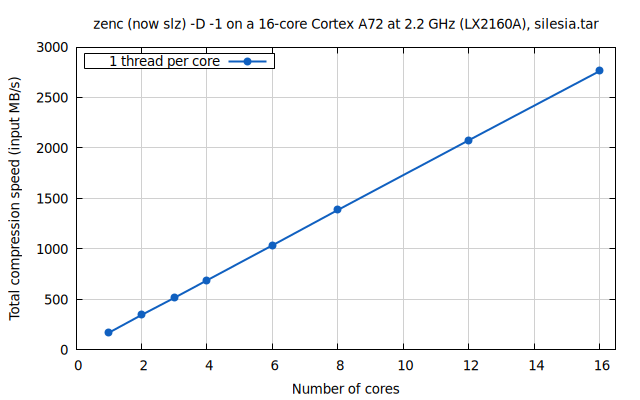 zenc (now slz) -D -1 on a 16-core Cortex A72 at 2.2 GHz (LX2160A), silesia.tar
1 thread per core
Total compression speed (input MB/s)
3000
2500
2000
1500
1000
500
0
0 2 4 6 8 10 12 14 16
Number of cores